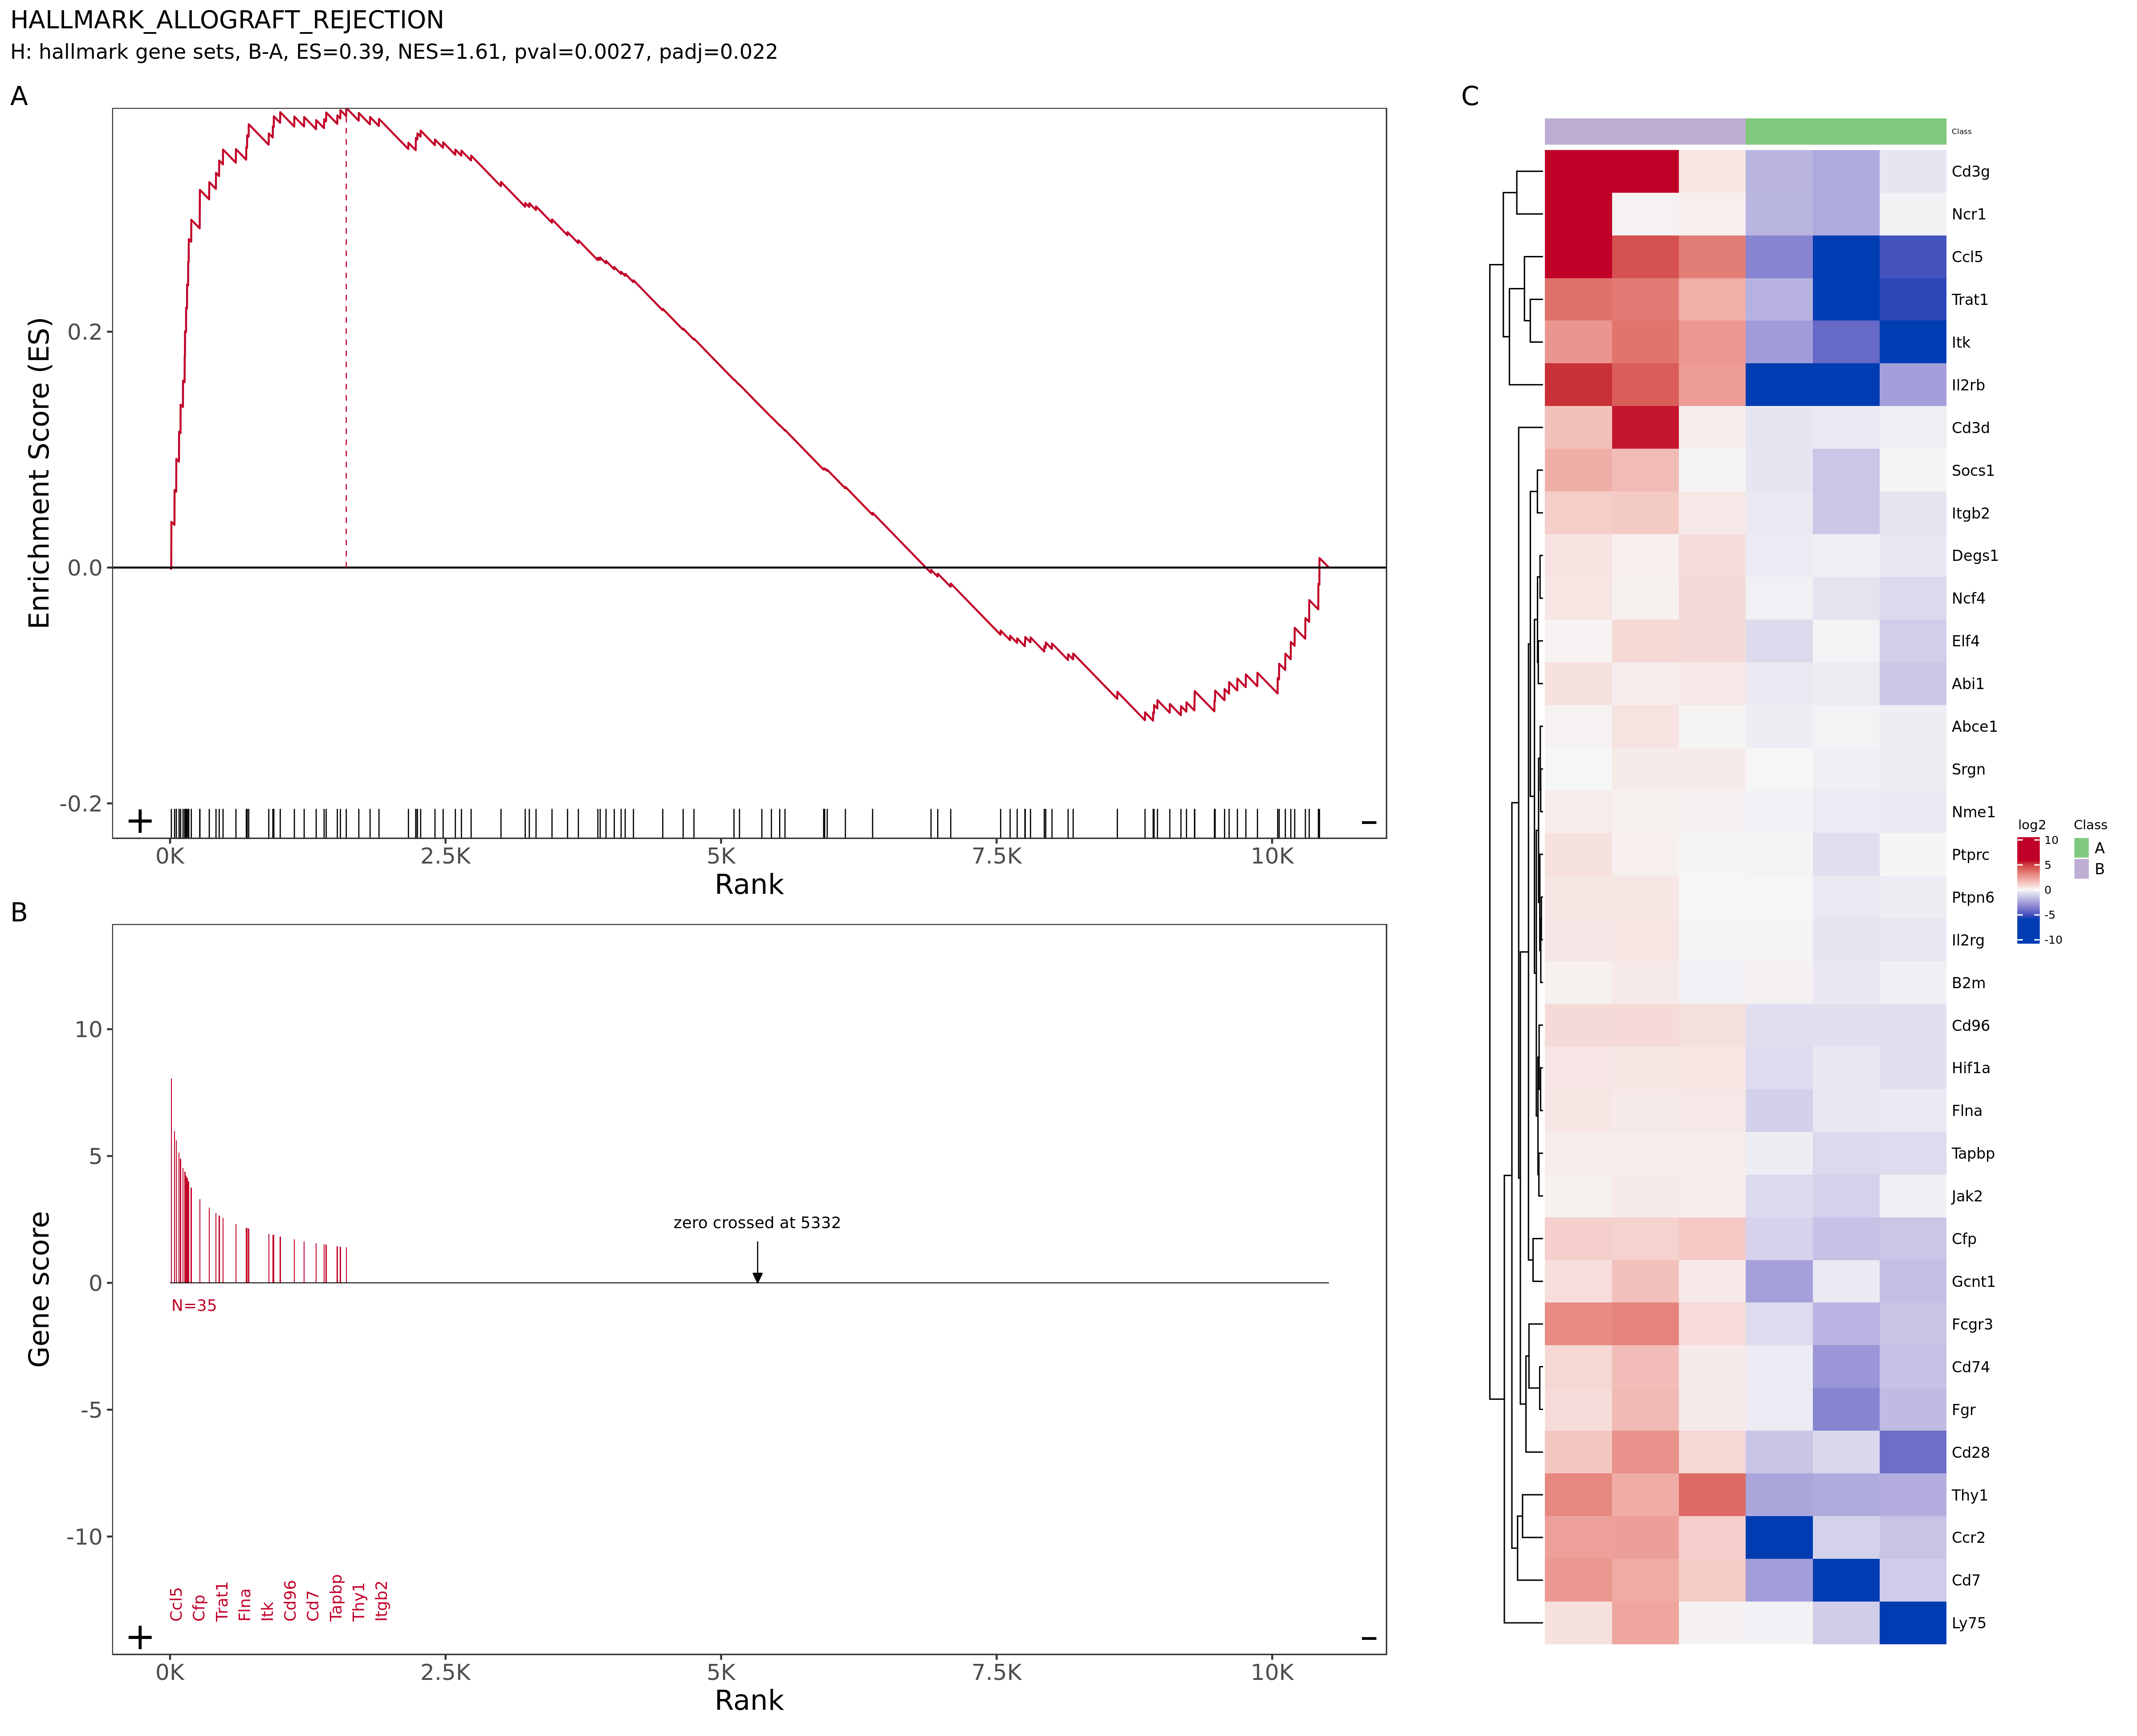 HALLMARK_ALLOGRAFT_REJECTION
H: hallmark gene sets, B-A, ES=0.39, NES=1.61, pval=0.0027, padj=0.022
A
Enrichment Score (ES)
0.2
0.0
-0.2
+
−
0K 2.5K 5K 7.5K 10K
Rank
B
Gene score
10
5
0
-5
-10
zero crossed at 5332
N=35
Ccl5
Cfp
Trat1
Flna
Itk
Cd96
Cd7
Tapbp
Thy1
Itgb2
+
−
0K 2.5K 5K 7.5K 10K
Rank
C
Class
Cd3g
Ncr1
Ccl5
Trat1
Itk
Il2rb
Cd3d
Socs1
Itgb2
Degs1
Ncf4
Elf4
Abi1
Abce1
Srgn
Nme1
Ptprc
Ptpn6
Il2rg
B2m
Cd96
Hif1a
Flna
Tapbp
Jak2
Cfp
Gcnt1
Fcgr3
Cd74
Fgr
Cd28
Thy1
Ccr2
Cd7
Ly75
log2
10
5
0
-5
-10
Class
A
B